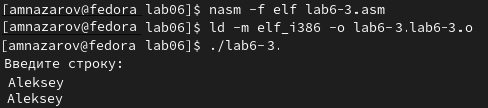 [amnazarov@fedora lab06]$ nasm -f elf lab6-3.asm
[amnazarov@fedora lab06]$ ld -m elf_i386 -o lab6-3.lab6-3.o
[amnazarov@fedora lab06]$ ./lab6-3.
Введите строку:
Aleksey
Aleksey